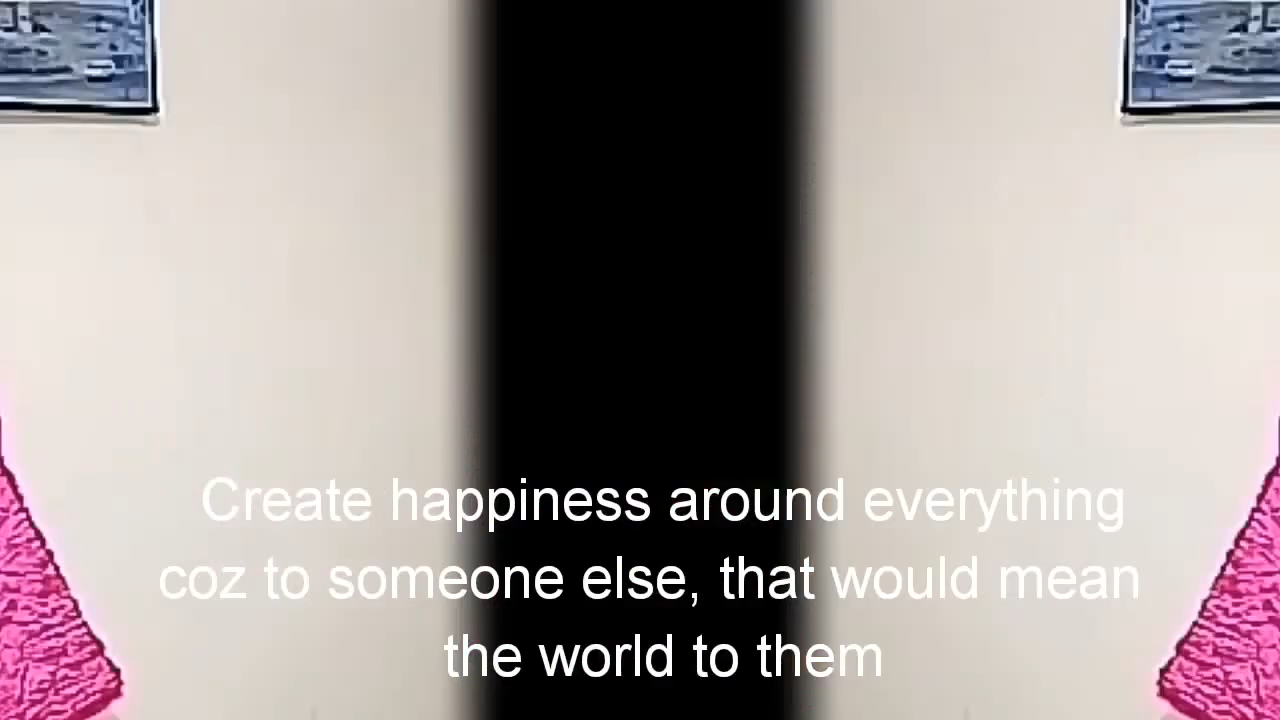 Create happiness around everything
coz to someone else, that would mean
the world to them